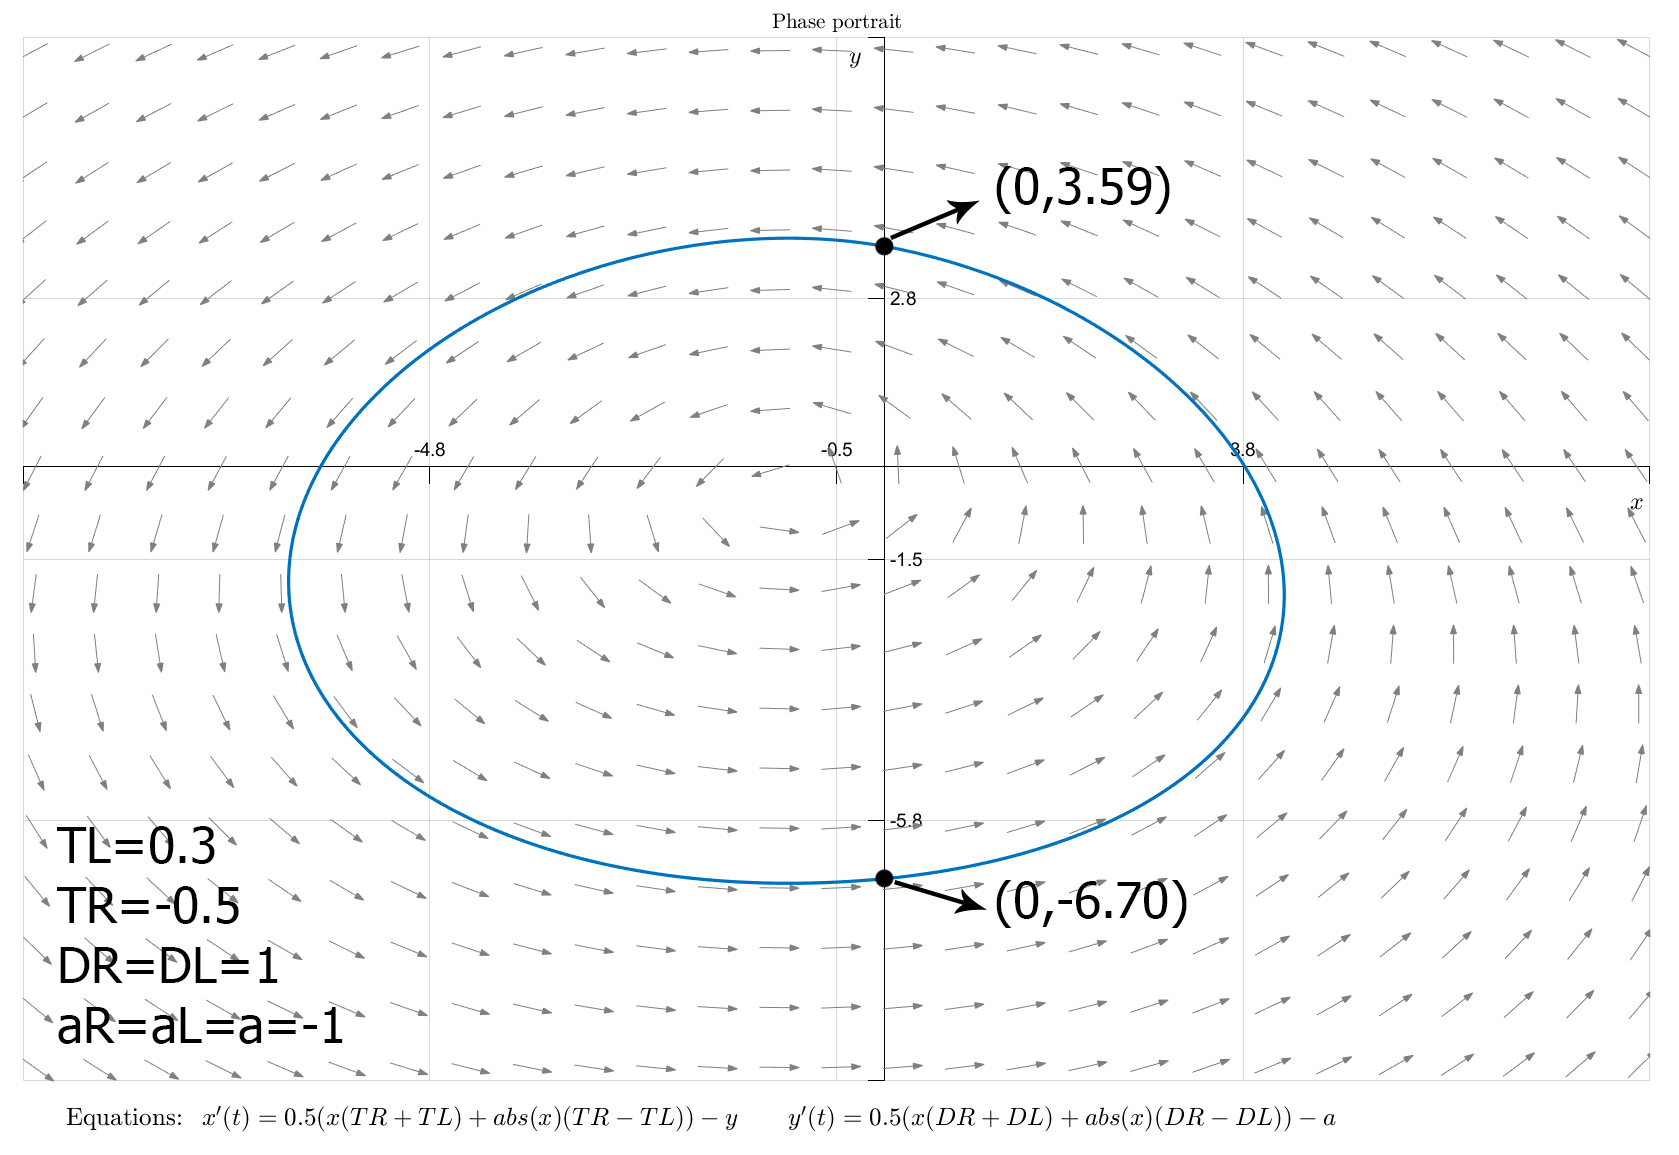 Phase portrait
y
(0,3.59)
2.8
-4.8
-0.5
3.8
x
-1.5
-5.8
TL=0.3
TR=-0.5
DR=DL=1
aR=aL=a=-1
(0,-6.70)
Equations: x′(t) = 0.5(x(TR + TL) + abs(x)(TR − TL)) − y y′(t) = 0.5(x(DR + DL) + abs(x)(DR − DL)) − a